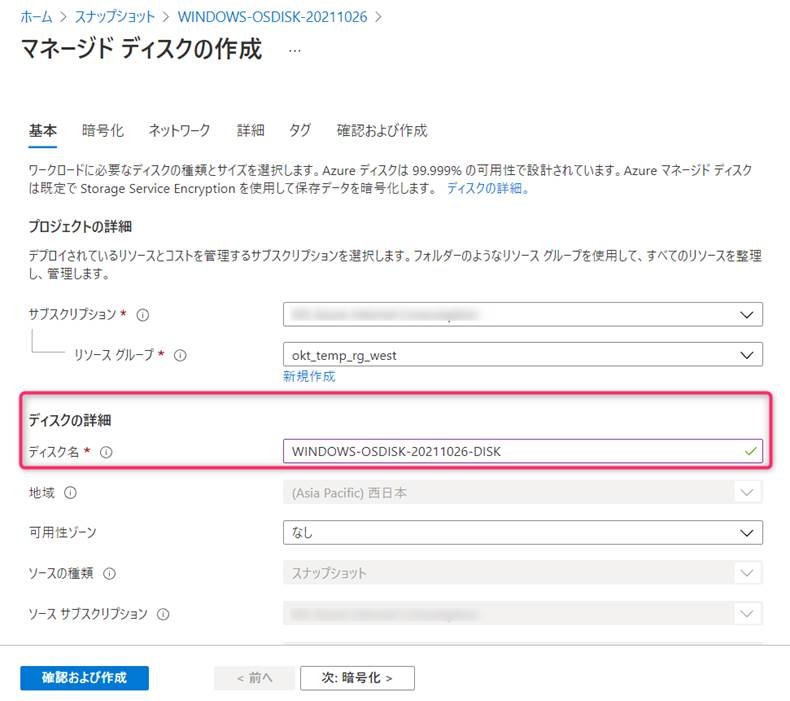 ホーム > スナップショット > WINDOWS-OSDISK-20211026 >
マネージド ディスクの作成 …
基本 暗号化 ネットワーク 詳細 タグ 確認および作成
ワークロードに必要なディスクの種類とサイズを選択します。Azure ディスクは 99.999% の可用性で設計されています。Azure マネージド ディスク
は既定で Storage Service Encryption を使用して保存データを暗号化します。 ディスクの詳細。
プロジェクトの詳細
デプロイされているリソースとコストを管理するサブスクリプションを選択します。フォルダーのようなリソース グループを使用して、すべてのリソースを整理
し、管理します。
サブスクリプション *
リソース グループ * okt_temp_rg_west
新規作成
ディスクの詳細
ディスク名 * WINDOWS-OSDISK-20211026-DISK
地域 (Asia Pacific) 西日本
可用性ゾーン なし
ソースの種類 スナップショット
ソース サブスクリプション
確認および作成 < 前へ 次: 暗号化 >